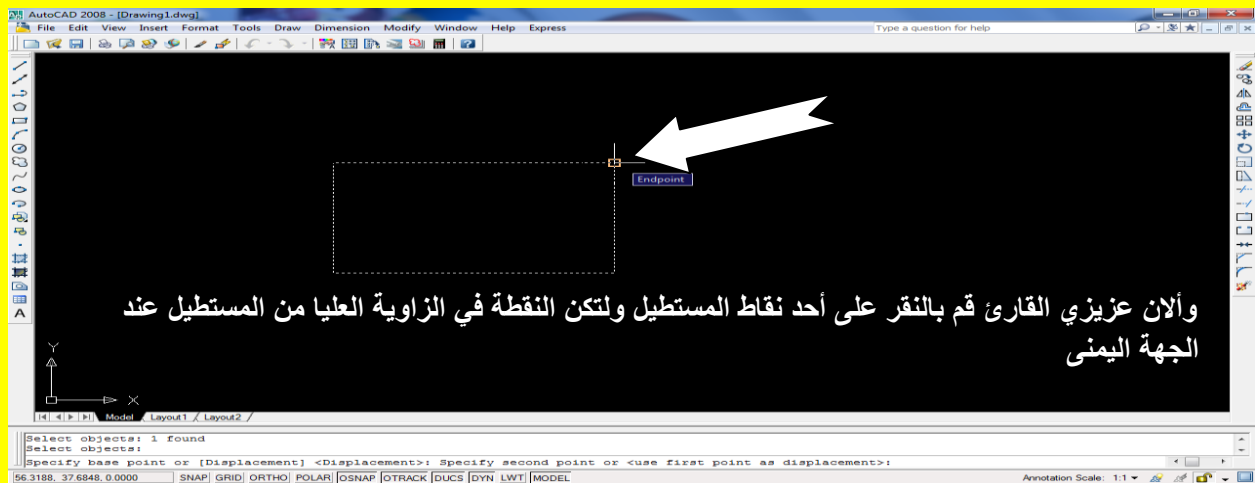 AutoCAD 2008 - [Drawing1.dwg]
File Edit View Insert Format Tools Draw Dimension Modify Window Help Express Type a question for help
Endpoint
وألان عزيزي القارئ قم بالنقر على أحد نقاط المستطيل ولتكن النقطة في الزاوية العليا من المستطيل عند
الجهة اليمنى
Y
X
Model Layout1 Layout2
Select objects: 1 found
Select objects:
Specify base point or [Displacement] <Displacement>: Specify second point or <use first point as displacement>:
56.3188, 37.6848, 0.0000 SNAP GRID ORTHO POLAR OSNAP OTRACK DUCS DYN LWT MODEL Annotation Scale: 1:1